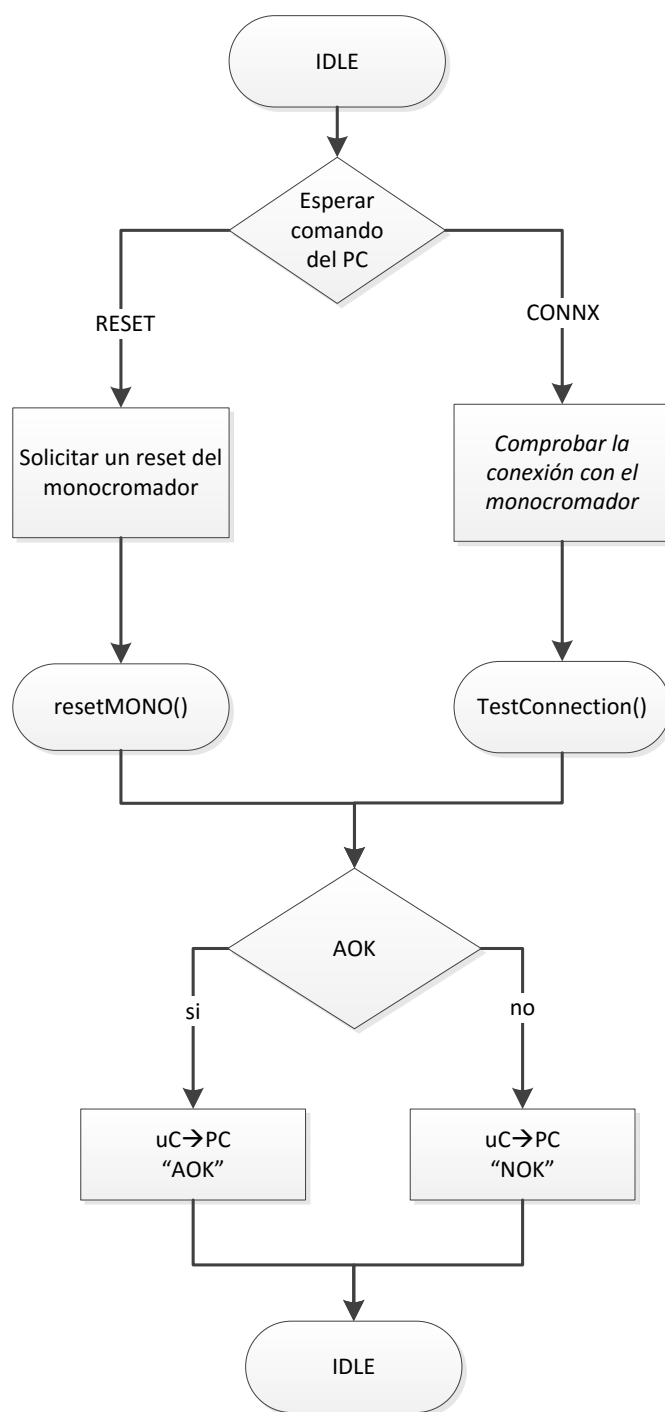 IDLE
Esperar
comando
del PC
RESET
CONNX
Solicitar un reset del
monocromador
Comprobar la
conexión con el
monocromador
resetMONO()
TestConnection()
AOK
si
no
uC→PC
“AOK”
uC→PC
“NOK”
IDLE